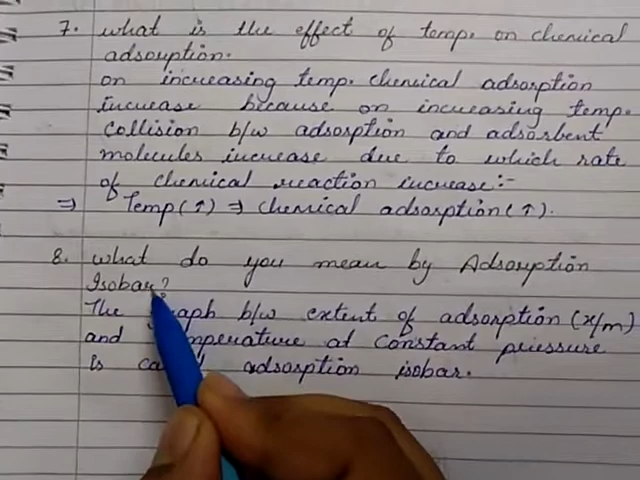 7. what is the effect of temp. on chemical
adsorption.
on increasing temp. chemical adsorption
increase because on increasing temp.
collision b/w adsorption and adsorbent
molecules increase due to which rate
of chemical reaction increase:-
⇒ Temp(↑) ⇒ chemical adsorption(↑).
8. what do you mean by Adsorption
Isobar?
The graph b/w extent of adsorption (x/m)
and at constant pressure
is adsorption isobar.